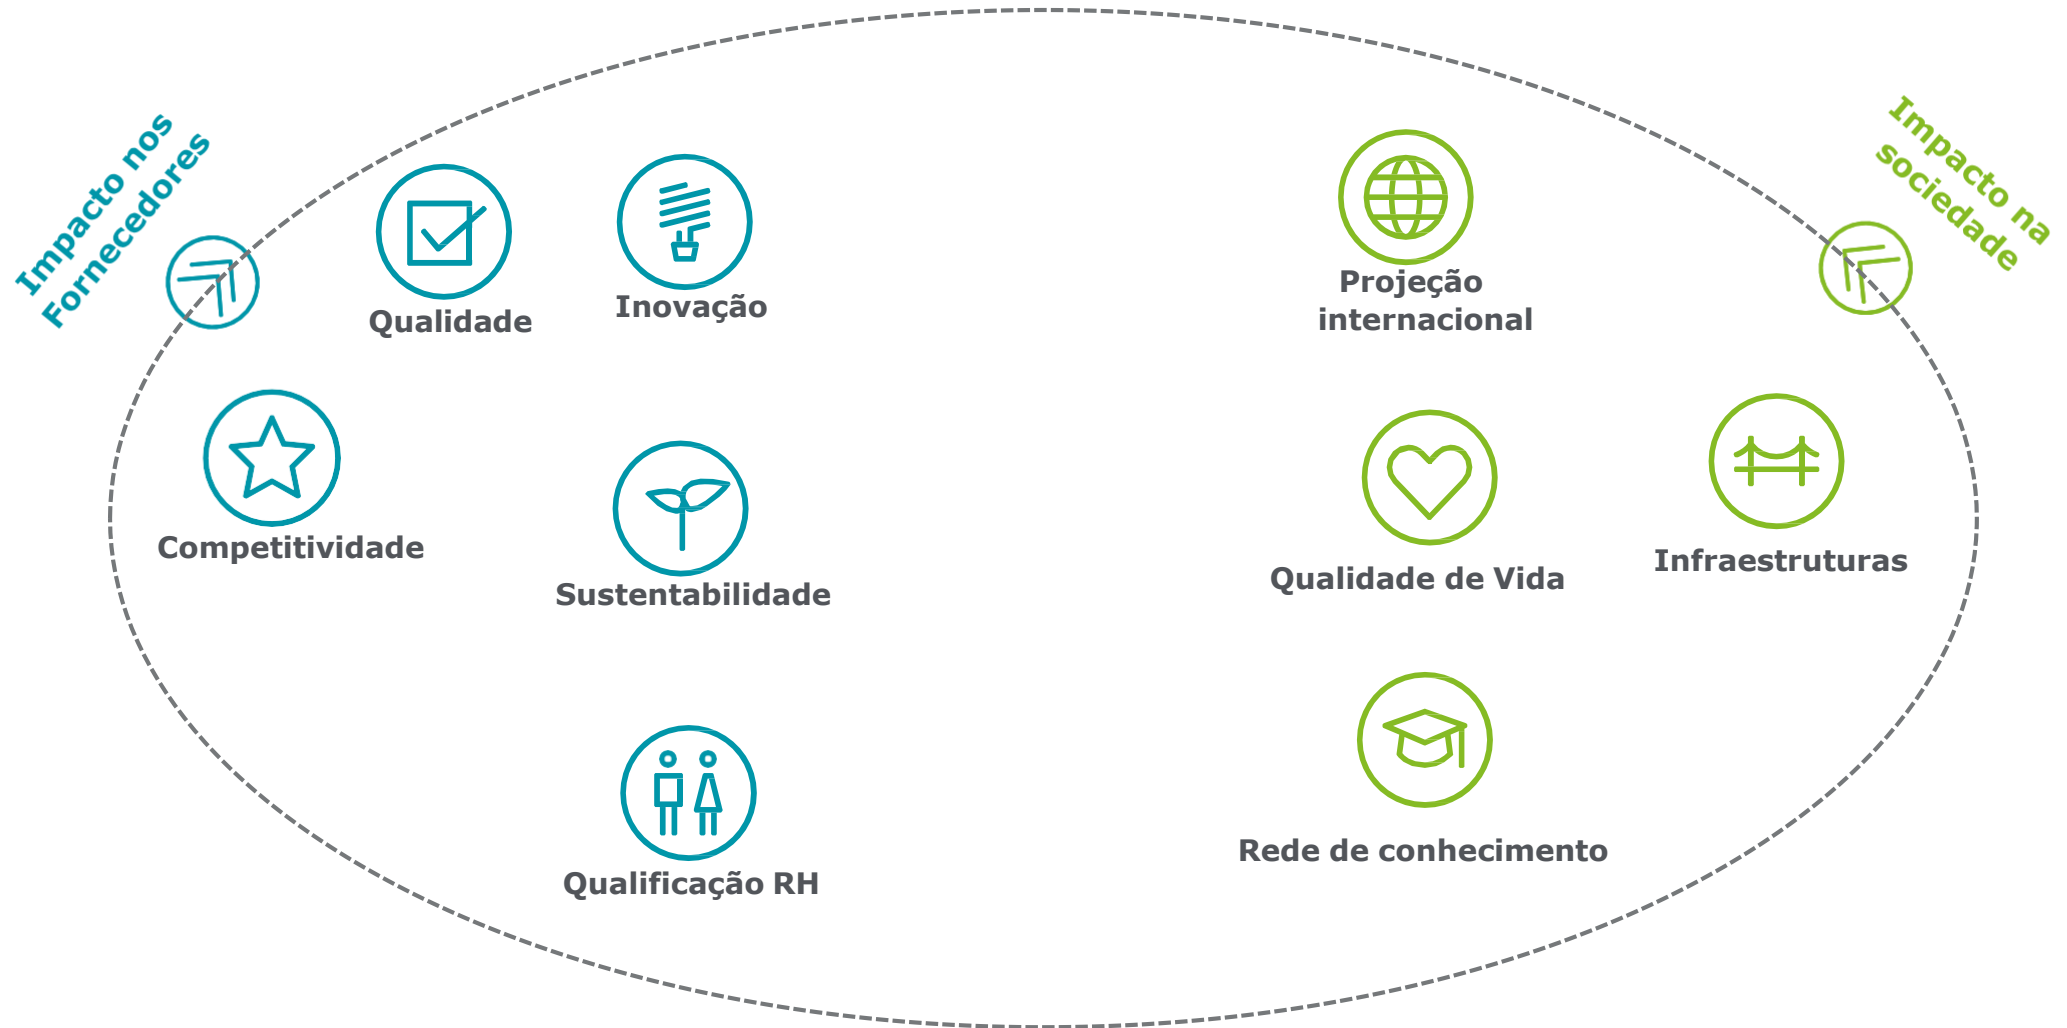 Impacto nos
Fornecedores
Qualidade
Inovação
Competitividade
Sustentabilidade
Qualificação RH
Impacto na
sociedade
Projeção
internacional
Qualidade de Vida
Infraestruturas
Rede de conhecimento